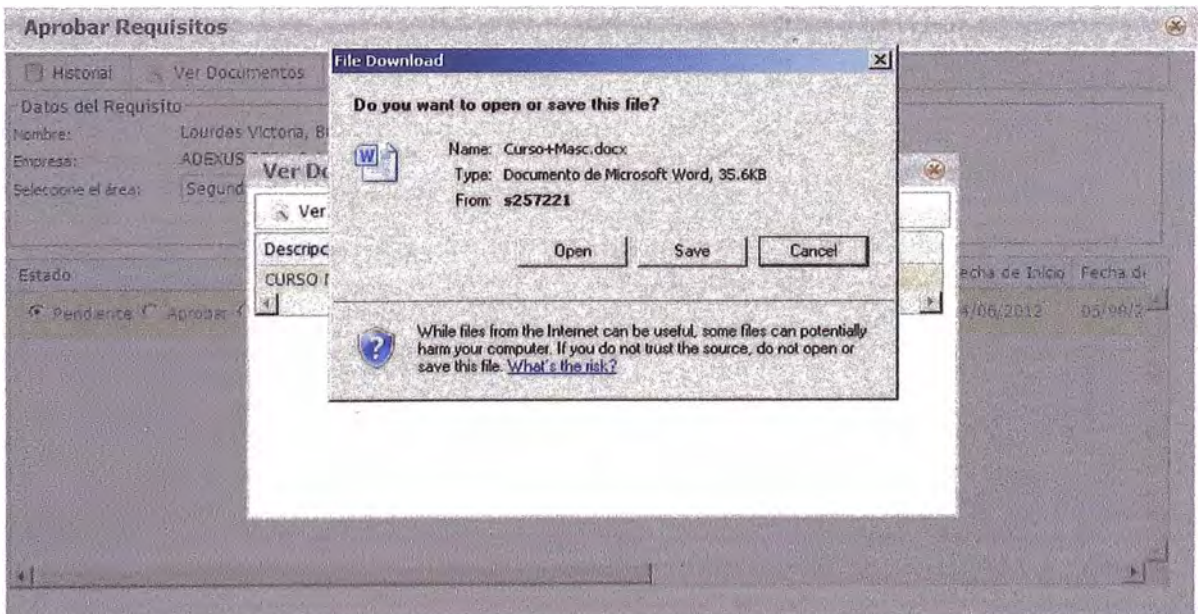 Aprobar Requisitos
Historial Ver Documentos
Datos del Requisito
Nombre: Lourdes Victoria,
Empresa: ADEXUS
Seleccione el área: Segund
Ver Do
Ver
Descripc
CURSO
Estado
Pendiente Aprobar
echa de Inicio Fecha de
/06/2012
File Download
Do you want to open or save this file?
Name: Curso+Masc.docx
Type: Documento de Microsoft Word, 35.6KB
From: s257221
Open Save Cancel
While files from the Internet can be useful, some files can potentially
harm your computer. If you do not trust the source, do not open or
save this file. What's the risk?